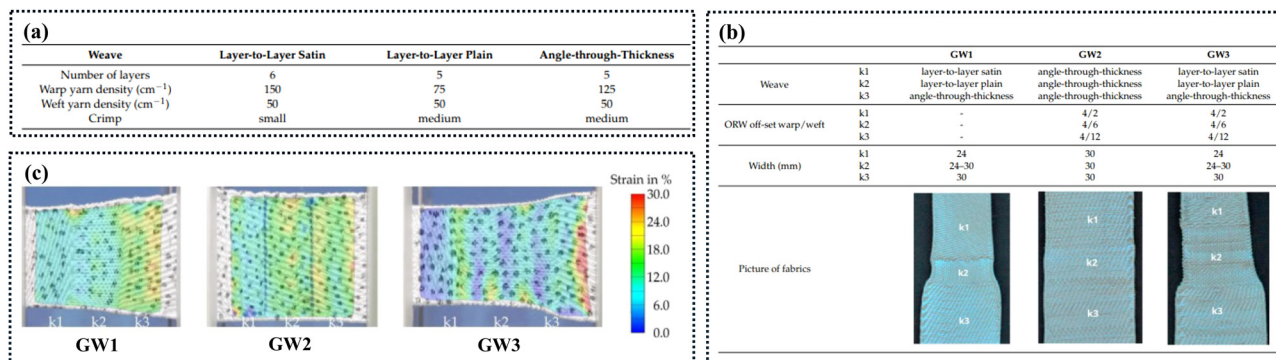 (a)
Weave Layer-to-Layer Satin Layer-to-Layer Plain Angle-through-Thickness
Number of layers 6 5 5
Warp yarn density (cm⁻¹) 150 75 125
Weft yarn density (cm⁻¹) 50 50 50
Crimp small medium medium
(b)
GW1 GW2 GW3
k1 layer-to-layer satin angle-through-thickness layer-to-layer satin
Weave k2 layer-to-layer plain angle-through-thickness layer-to-layer plain
k3 angle-through-thickness angle-through-thickness angle-through-thickness
k1 - 4/2 4/2
ORW off-set warp/weft k2 - 4/6 4/6
k3 - 4/12 4/12
k1 24 30 24
Width (mm) k2 24–30 30 24–30
k3 30 30 30
Picture of fabrics
k1 k1 k1
k2 k2 k2
k3 k3 k3
(c)
Strain in %
30.0
24.0
18.0
12.0
6.0
0.0
k1 k2 k3 k1 k2 k3 k1 k2 k3
GW1 GW2 GW3